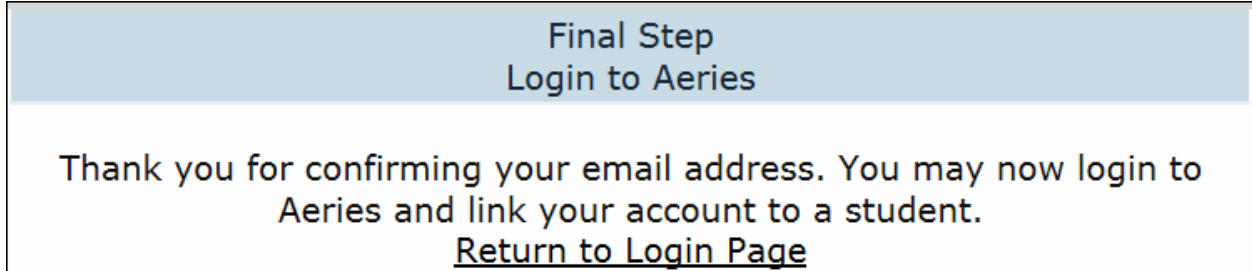 Final Step
Login to Aeries
Thank you for confirming your email address. You may now login to
Aeries and link your account to a student.
Return to Login Page